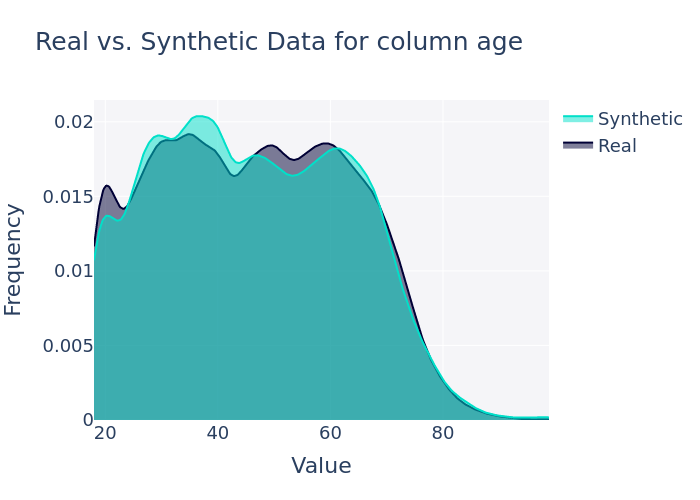 Real vs. Synthetic Data for column age
Synthetic
Real
0.02
0.015
0.01
0.005
0
20 40 60 80
Value
Frequency